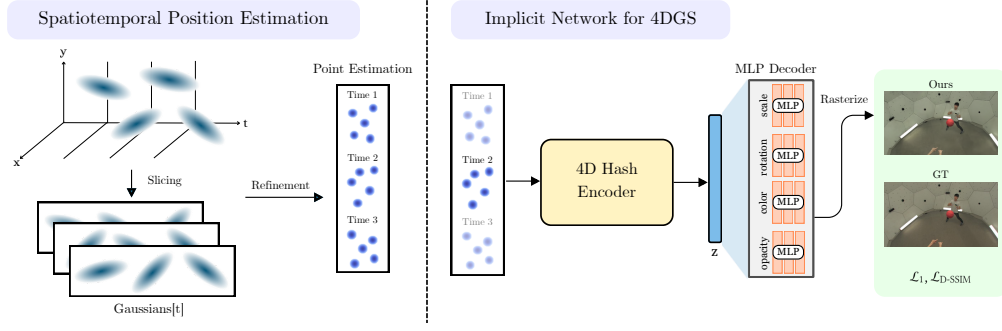 Spatiotemporal Position Estimation
y
t
x
Slicing
Gaussians[t]
Refinement
Point Estimation
Time 1
Time 2
Time 3
Implicit Network for 4DGS
Time 1
Time 2
Time 3
4D Hash
Encoder
z
MLP Decoder
scale
MLP
rotation
MLP
color
MLP
opacity
MLP
Rasterize
Ours
GT
ℒ₁, ℒ_D-SSIM